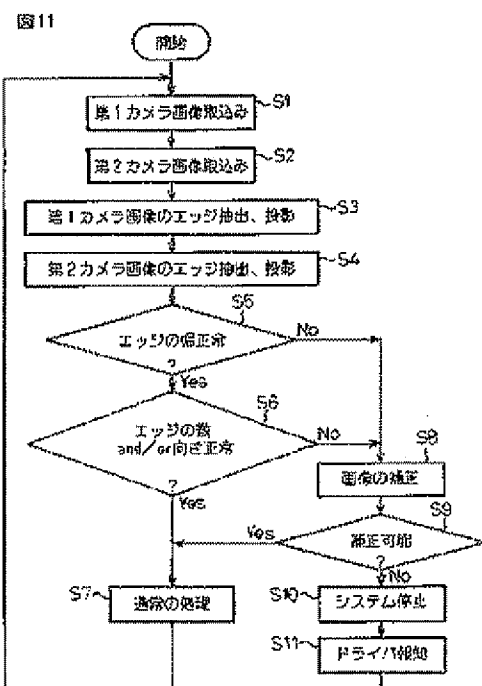 図11
開始
第1カメラ画像取込み
S1
第2カメラ画像取込み
S2
第1カメラ画像のエッジ抽出、投影
S3
第2カメラ画像のエッジ抽出、投影
S4
S5
エッジの幅正常
?
No
Yes
S6
エッジの数
and/or向き正常
?
No
Yes
S8
画像の補正
S9
補正可能
?
Yes
No
S7
通常の処理
S10
システム停止
S11
ドライバ報知